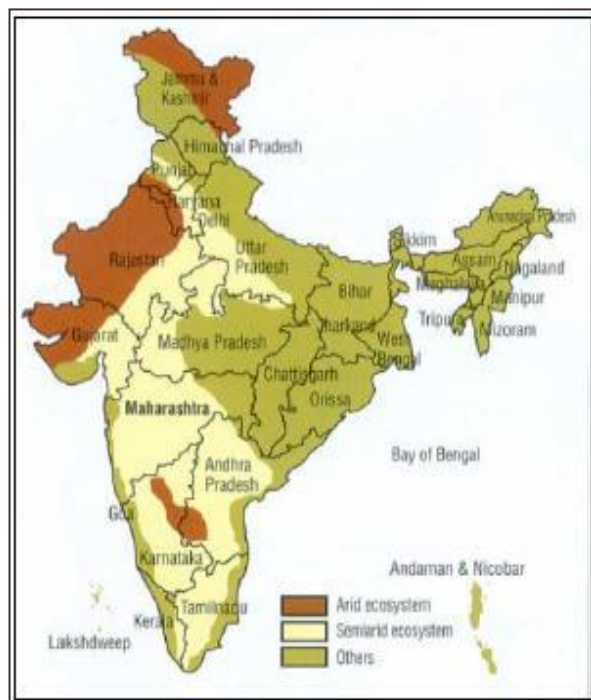 Jammu &
Kashmir
Himachal Pradesh
Punjab
Haryana
Delhi
Rajastan
Uttar
Pradesh
Sikkim
Arunachal Pradesh
Assam
Nagaland
Meghalaya
Manipur
Tripura
Mizoram
Bihar
Jharkand
West
Bengal
Gujarat
Madhya Pradesh
Chattisgarh
Orissa
Maharashtra
Andhra
Pradesh
Bay of Bengal
Goa
Karnataka
Andaman & Nicobar
Kerala
Tamilnadu
Lakshdweep
Arid ecosystem
Semiarid ecosystem
Others